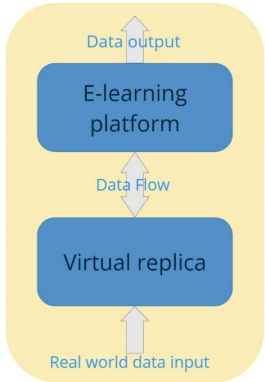 Data output
E-learning
platform
Data Flow
Virtual replica
Real world data input